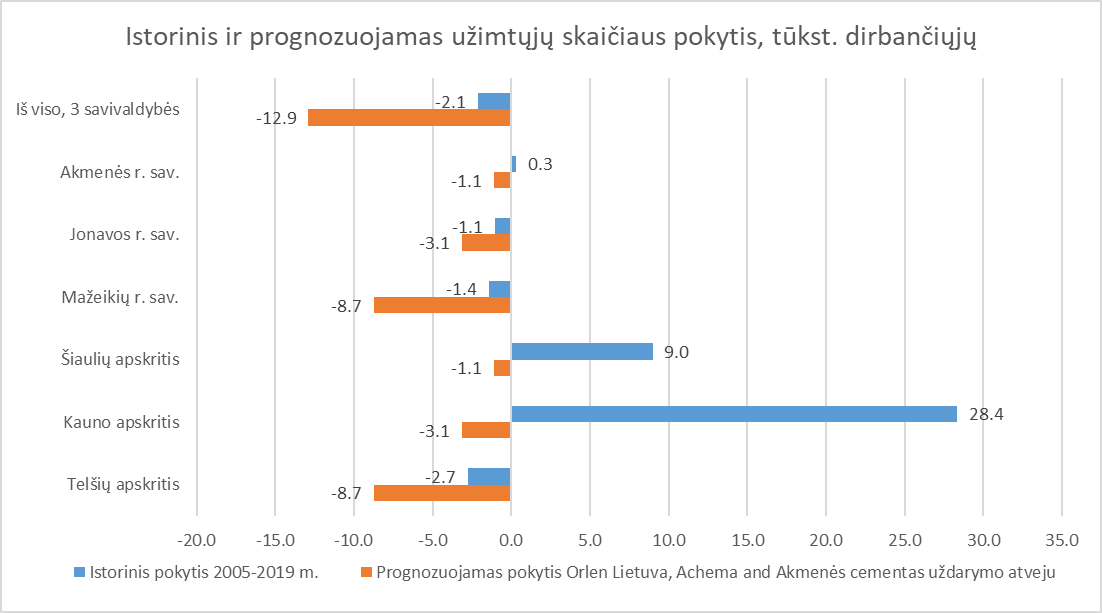 Istorinis ir prognozuojamas užimtųjų skaičiaus pokytis, tūkst. dirbančiųjų
Iš viso, 3 savivaldybės
-2.1
-12.9
Akmenės r. sav.
0.3
-1.1
Jonavos r. sav.
-1.1
-3.1
Mažeikių r. sav.
-1.4
-8.7
Šiaulių apskritis
9.0
-1.1
Kauno apskritis
28.4
-3.1
Telšių apskritis
-2.7
-8.7
-20.0 -15.0 -10.0 -5.0 0.0 5.0 10.0 15.0 20.0 25.0 30.0 35.0
Istorinis pokytis 2005-2019 m. Prognozuojamas pokytis Orlen Lietuva, Achema and Akmenės cementas uždarymo atveju